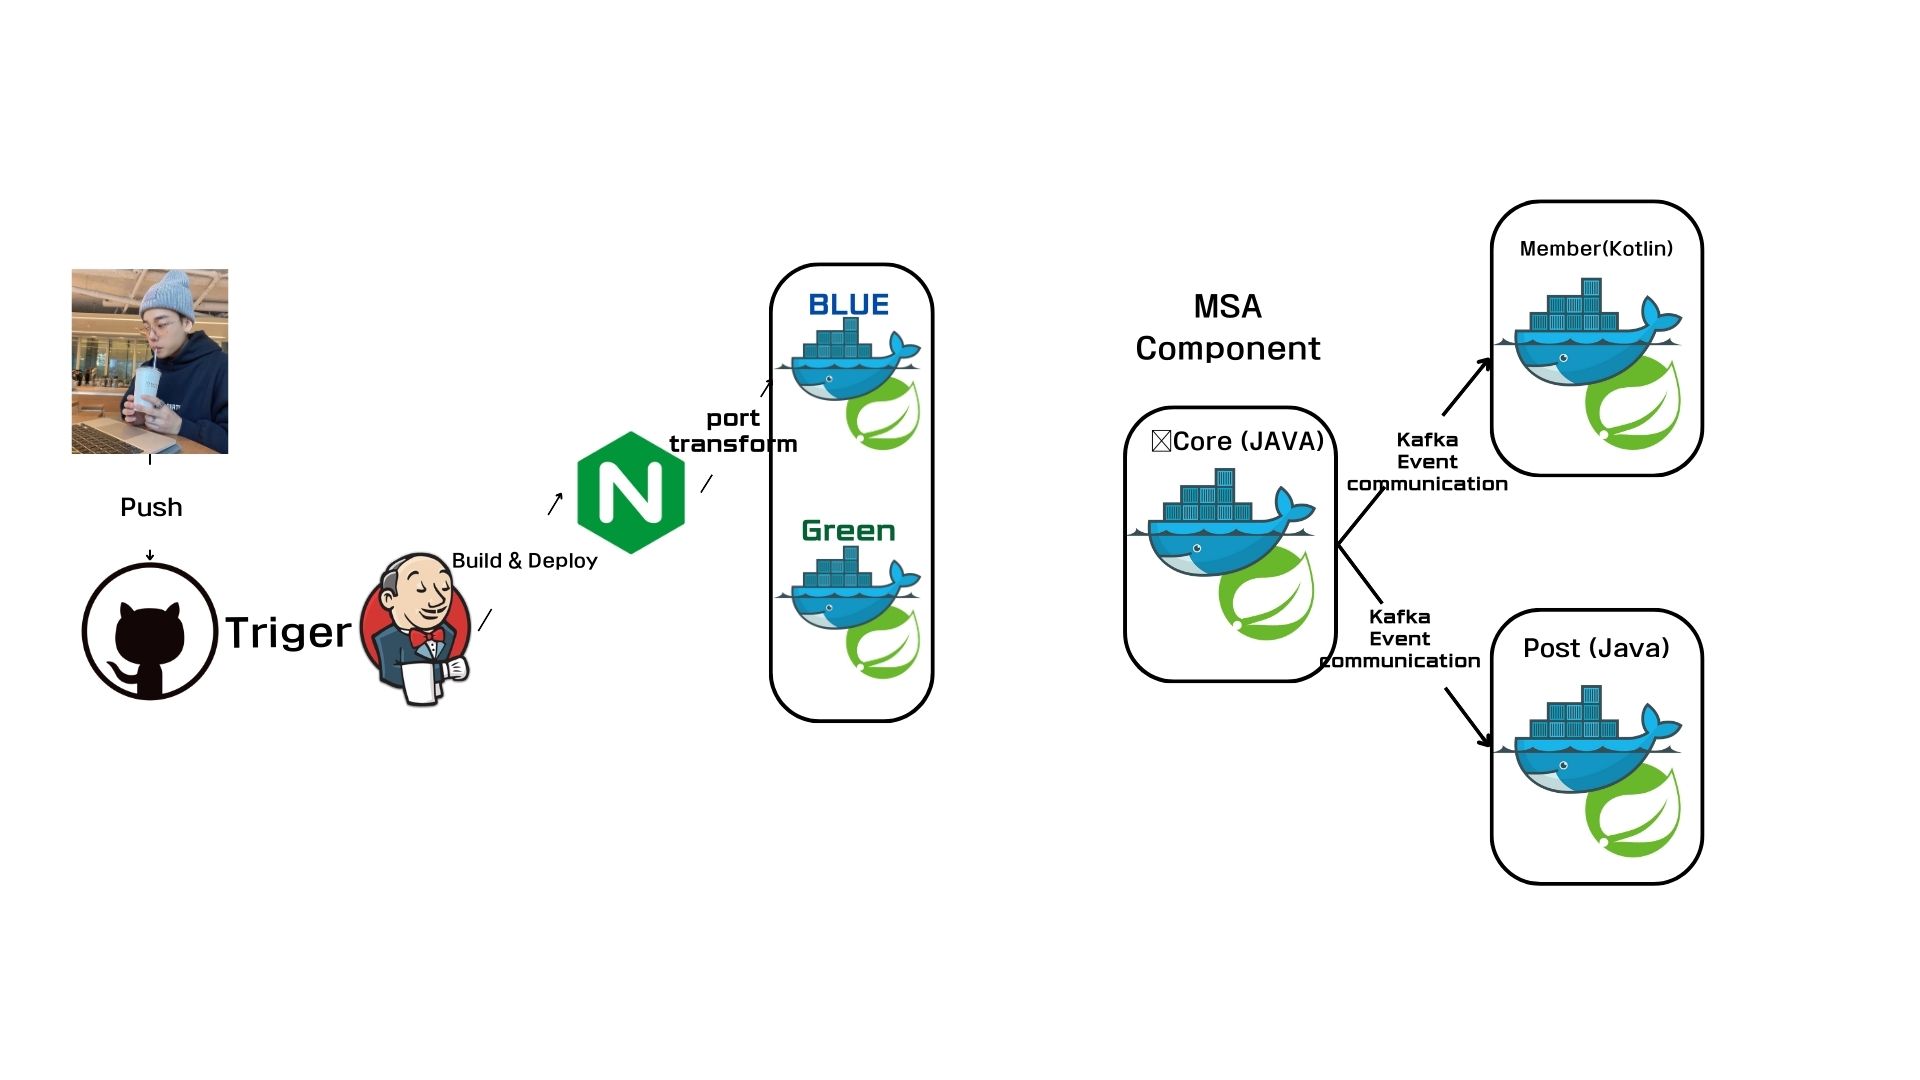 Push
Triger
Build & Deploy
N
port
transform
BLUE
Green
MSA
Component
Core (JAVA)
Kafka
Event
communication
Member(Kotlin)
Kafka
Event
communication
Post (Java)